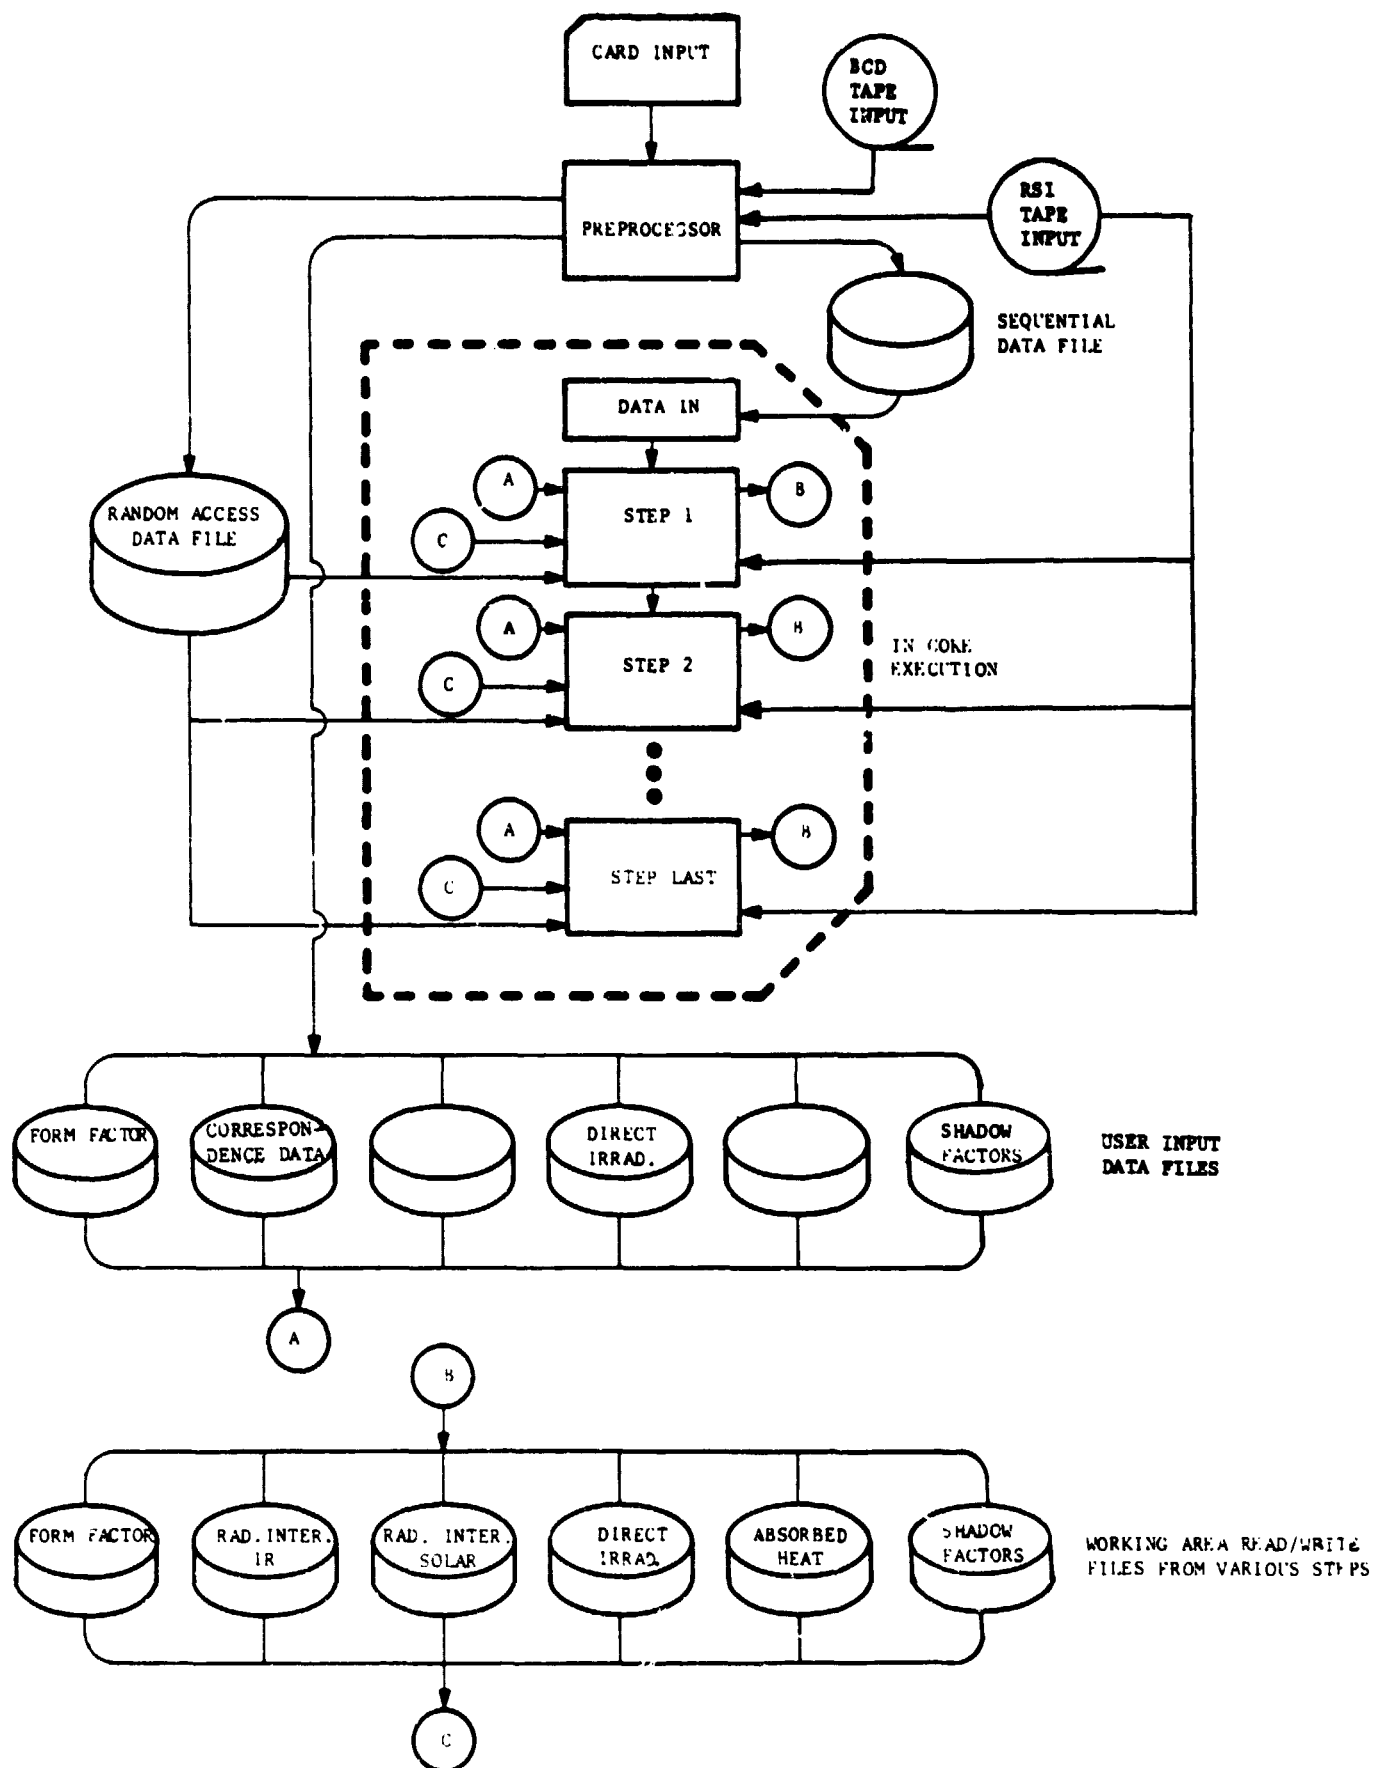 CARD INPUT
BCD
TAPE
INPUT
RSI
TAPE
INPUT
PREPROCESSOR
SEQUENTIAL
DATA FILE
DATA IN
A
STEP 1
B
RANDOM ACCESS
DATA FILE
C
A
STEP 2
B
C
IN CORE
EXECUTION
A
STEP LAST
B
C
FORM FACTOR
CORRESPON-
DENCE DATA
DIRECT
IRRAD.
SHADOW
FACTORS
USER INPUT
DATA FILES
A
B
FORM FACTOR
RAD.INTER.
IR
RAD. INTER.
SOLAR
DIRECT
IRRAD.
ABSORBED
HEAT
SHADOW
FACTORS
WORKING AREA READ/WRITE
FILES FROM VARIOUS STEPS
C